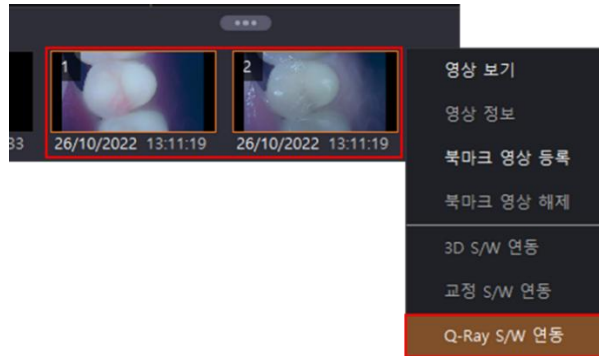 1
2
33
26/10/2022 13:11:19
26/10/2022 13:11:19
영상 보기
영상 정보
북마크 영상 등록
북마크 영상 해제
3D S/W 연동
교정 S/W 연동
Q-Ray S/W 연동